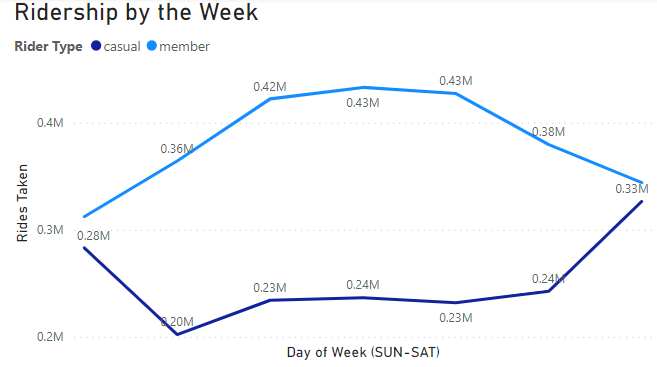 Ridership by the Week
Rider Type casual member
Rides Taken
0.4M
0.3M
0.2M
0.36M
0.42M
0.43M
0.43M
0.38M
0.33M
0.28M
0.20M
0.23M
0.24M
0.23M
0.24M
Day of Week (SUN-SAT)